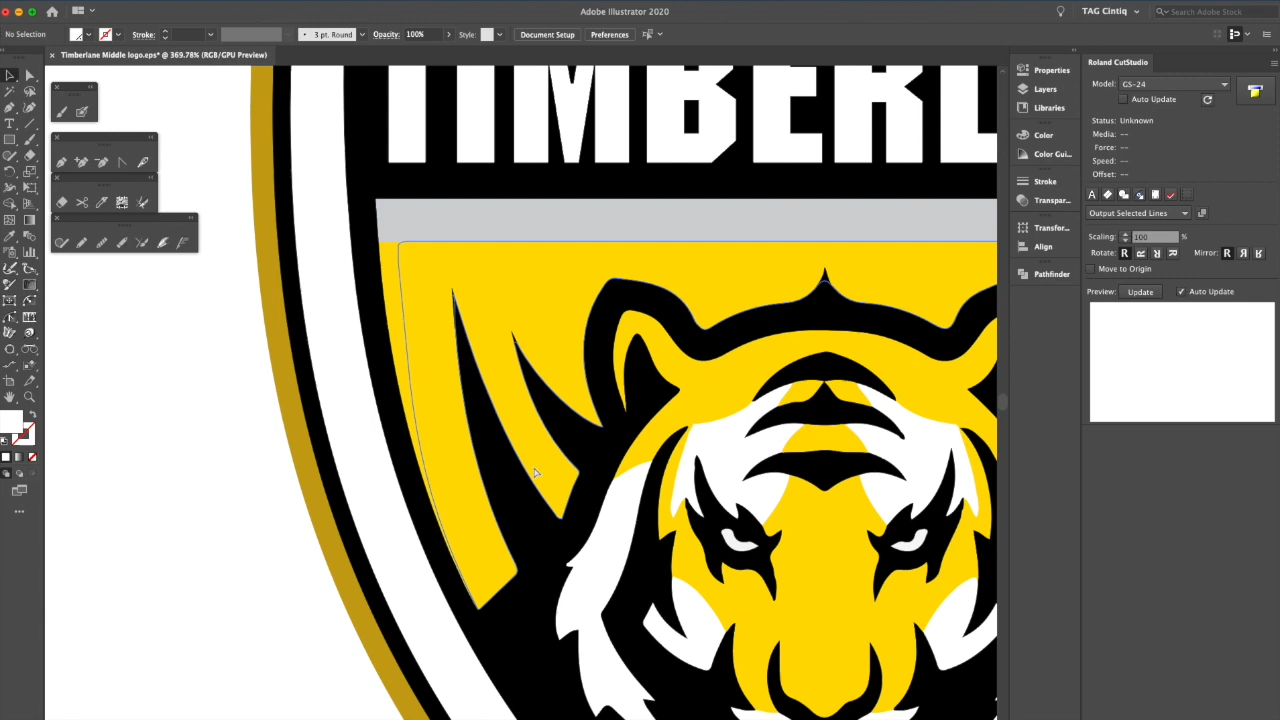 Adobe Illustrator 2020
TAG Cintiq
Search Adobe Stock
No Selection
Stroke:
3 pt. Round
Opacity:
100%
Style:
Document Setup
Preferences
× Timberlane Middle logo.eps* @ 369.78% (RGB/GPU Preview)
TIMBERL
Properties
Layers
Libraries
Color
Color Gui...
Stroke
Transpar...
Transfor...
Align
Pathfinder
Roland CutStudio
Model:
GS-24
Auto Update
Status: Unknown
Media: --
Force: --
Speed: --
Offset: --
Output Selected Lines
Scaling:
100
%
Rotate: R R R R
Mirror: R R R
Move to Origin
Preview:
Update
Auto Update